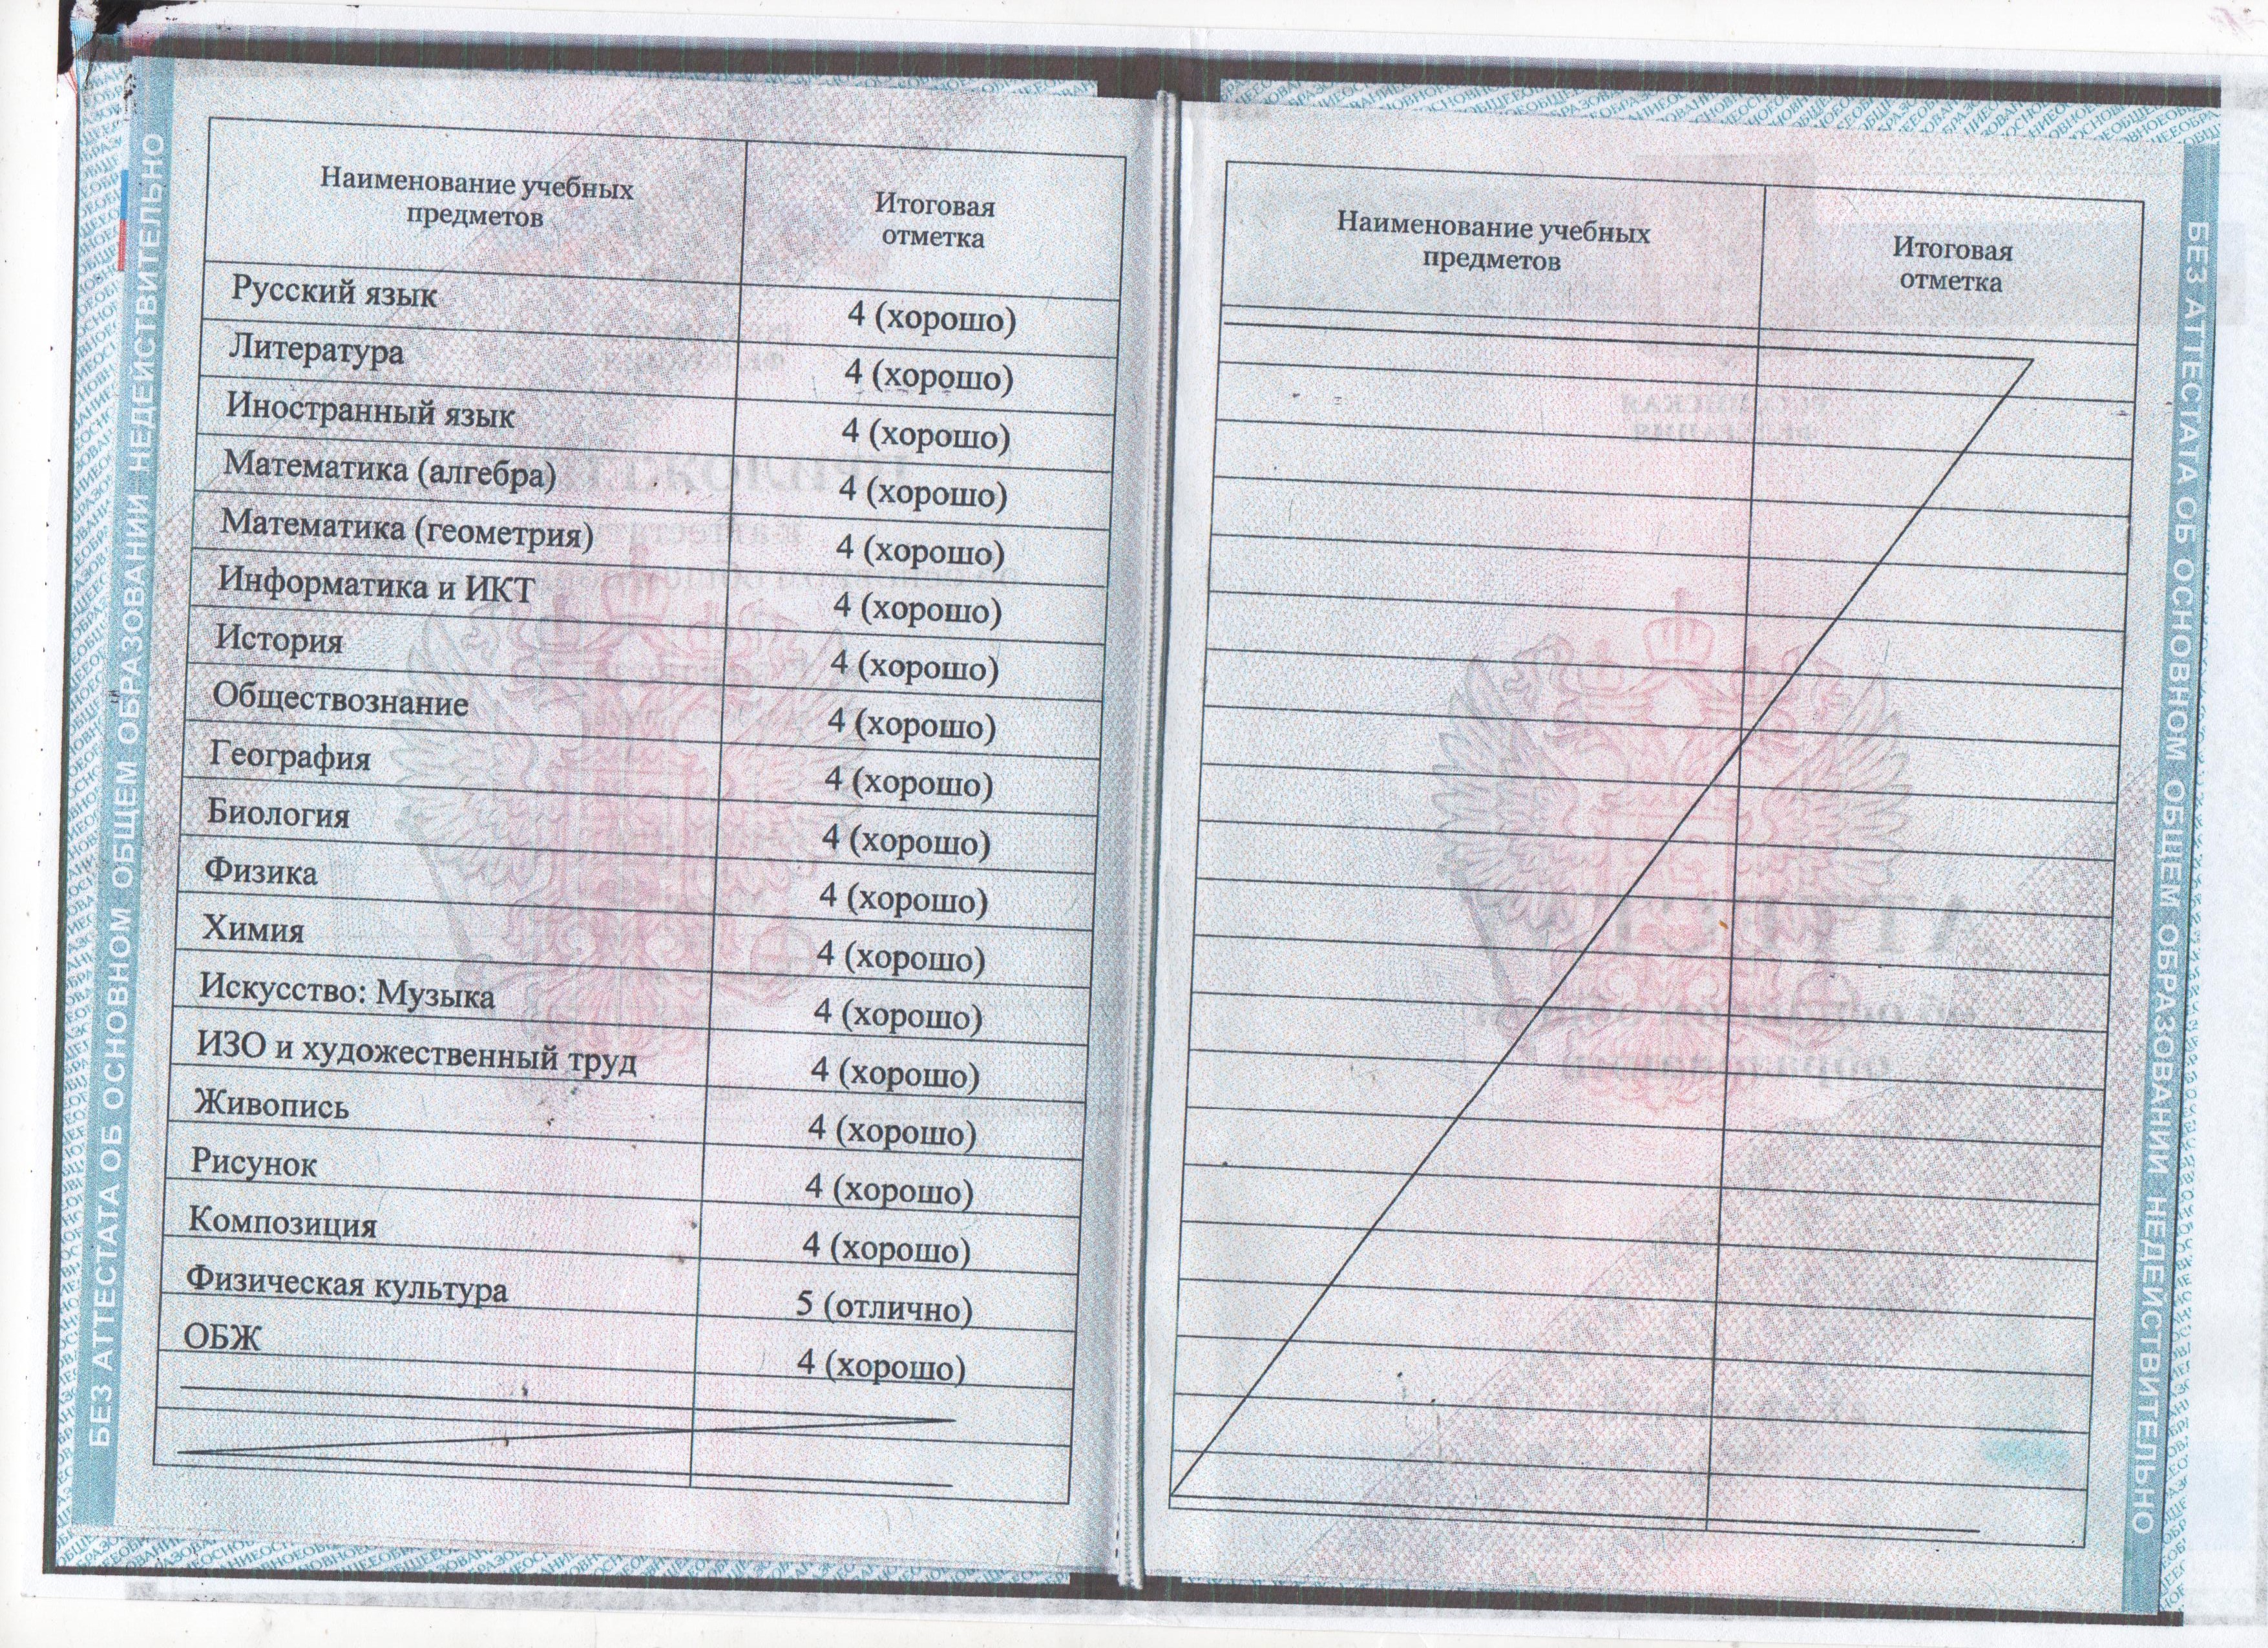 БЕЗ АТТЕСТАТА ОБ ОСНОВНОМ ОБЩЕМ ОБРАЗОВАНИИ НЕДЕЙСТВИТЕЛЬНО
Наименование учебных
предметов
Итоговая
отметка
Русский язык 4 (хорошо)
Литература 4 (хорошо)
Иностранный язык 4 (хорошо)
Математика (алгебра) 4 (хорошо)
Математика (геометрия) 4 (хорошо)
Информатика и ИКТ 4 (хорошо)
История 4 (хорошо)
Обществознание 4 (хорошо)
География 4 (хорошо)
Биология 4 (хорошо)
Физика 4 (хорошо)
Химия 4 (хорошо)
Искусство: Музыка 4 (хорошо)
ИЗО и художественный труд 4 (хорошо)
Живопись 4 (хорошо)
Рисунок 4 (хорошо)
Композиция 4 (хорошо)
Физическая культура 5 (отлично)
ОБЖ 4 (хорошо)
Наименование учебных
предметов
Итоговая
отметка
БЕЗ АТТЕСТАТА ОБ ОСНОВНОМ ОБЩЕМ ОБРАЗОВАНИИ НЕДЕЙСТВИТЕЛЬНО